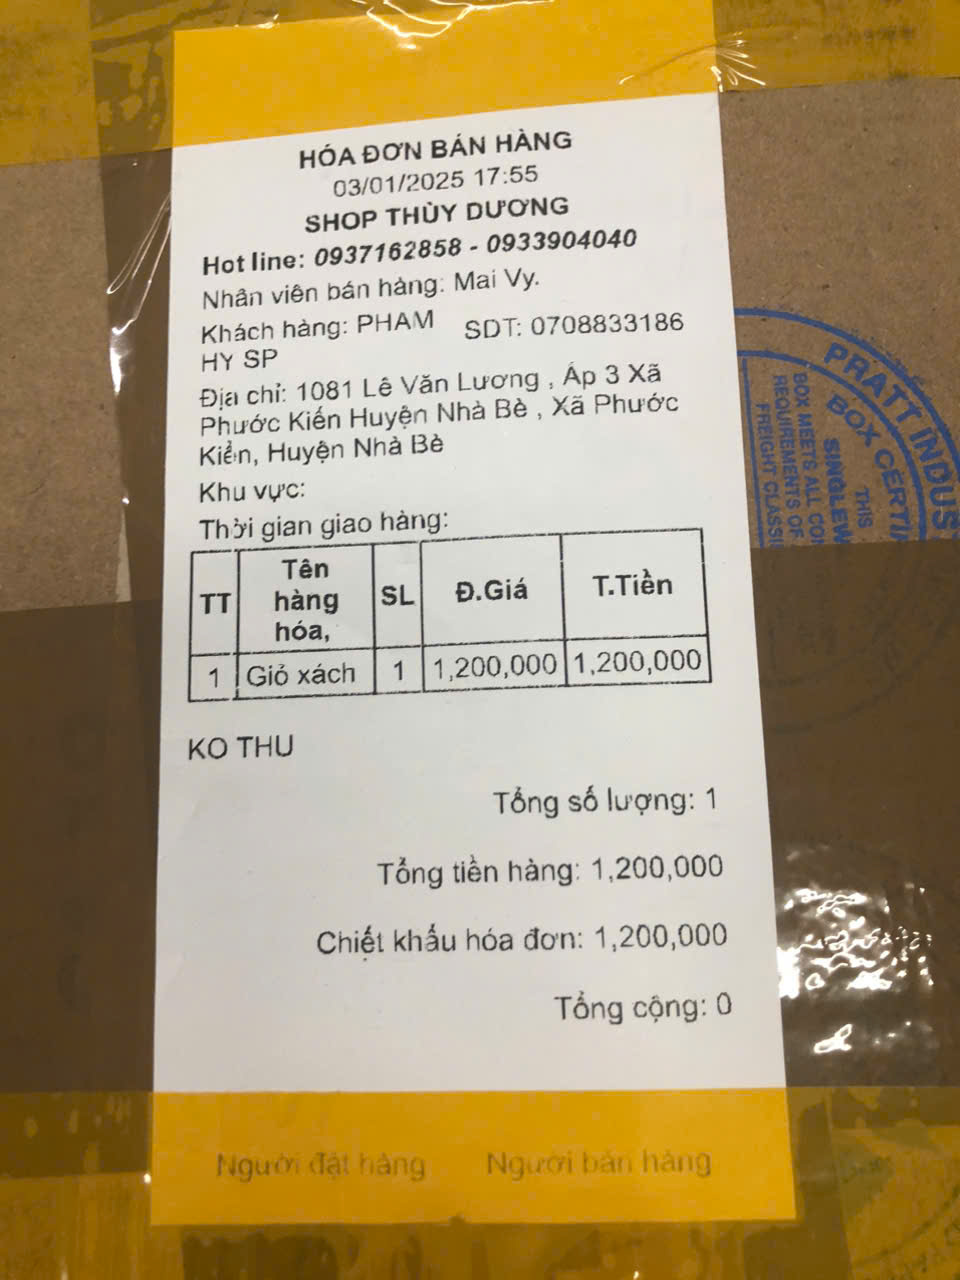 HÓA ĐƠN BÁN HÀNG
03/01/2025 17:55
SHOP THÙY DƯƠNG
Hot line: 0937162858 - 0933904040
Nhân viên bán hàng: Mai Vy.
Khách hàng: PHAM HY SP SDT: 0708833186
Địa chỉ: 1081 Lê Văn Lương , Ấp 3 Xã
Phước Kiến Huyện Nhà Bè , Xã Phước
Kiển, Huyện Nhà Bè
Khu vực:
Thời gian giao hàng:
TT Tên hàng hóa, SL Đ.Giá T.Tiền
1 Giỏ xách 1 1,200,000 1,200,000
KO THU
Tổng số lượng: 1
Tổng tiền hàng: 1,200,000
Chiết khấu hóa đơn: 1,200,000
Tổng cộng: 0
Người đặt hàng Người bán hàng
PRATT INDUS
BOX CERTI
THIS
SINGLEW
BOX MEETS ALL CO
REQUIREMENTS OF
FREIGHT CLASSI